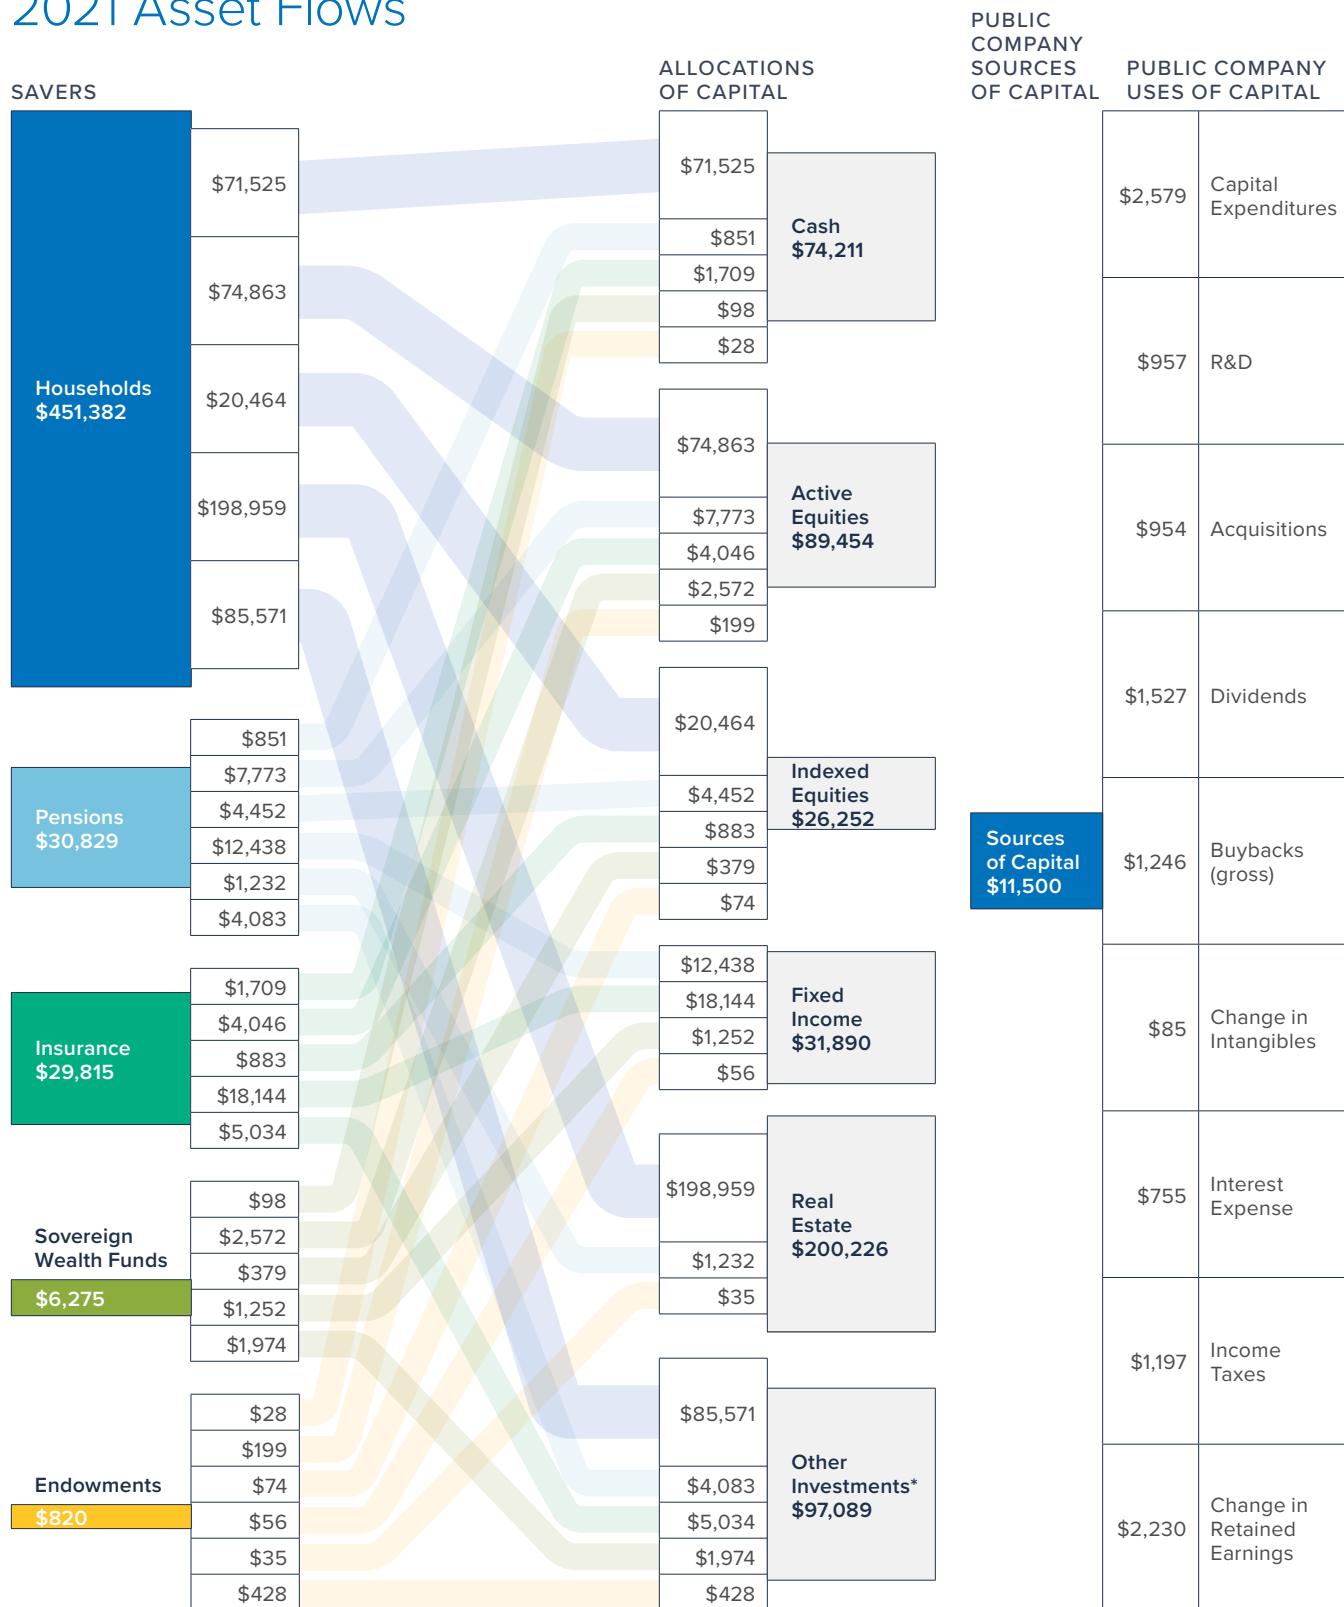 2021 Asset Flows
SAVERS
ALLOCATIONS
OF CAPITAL
PUBLIC
COMPANY
SOURCES
OF CAPITAL
PUBLIC COMPANY
USES OF CAPITAL
Households
$451,382
$71,525
$74,863
$20,464
$198,959
$85,571
Pensions
$30,829
$851
$7,773
$4,452
$12,438
$1,232
$4,083
Insurance
$29,815
$1,709
$4,046
$883
$18,144
$5,034
Sovereign
Wealth Funds
$6,275
$98
$2,572
$379
$1,252
$1,974
Endowments
$820
$28
$199
$74
$56
$35
$428
$71,525
$851
$1,709
$98
$28
Cash
$74,211
$74,863
$7,773
$4,046
$2,572
$199
Active
Equities
$89,454
$20,464
$4,452
$883
$379
$74
Indexed
Equities
$26,252
$12,438
$18,144
$1,252
$56
Fixed
Income
$31,890
$198,959
$1,232
$35
Real
Estate
$200,226
$85,571
$4,083
$5,034
$1,974
$428
Other
Investments*
$97,089
Sources
of Capital
$11,500
$2,579
Capital
Expenditures
$957
R&D
$954
Acquisitions
$1,527
Dividends
$1,246
Buybacks
(gross)
$85
Change in
Intangibles
$755
Interest
Expense
$1,197
Income
Taxes
$2,230
Change in
Retained
Earnings